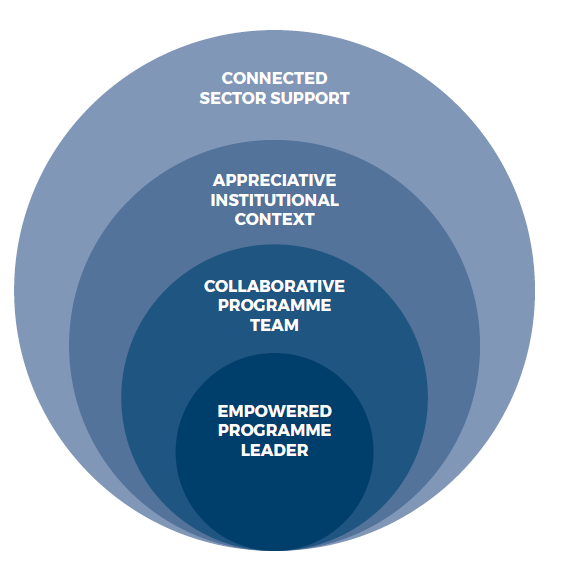 CONNECTED
SECTOR SUPPORT
APPRECIATIVE
INSTITUTIONAL
CONTEXT
COLLABORATIVE
PROGRAMME
TEAM
EMPOWERED
PROGRAMME
LEADER